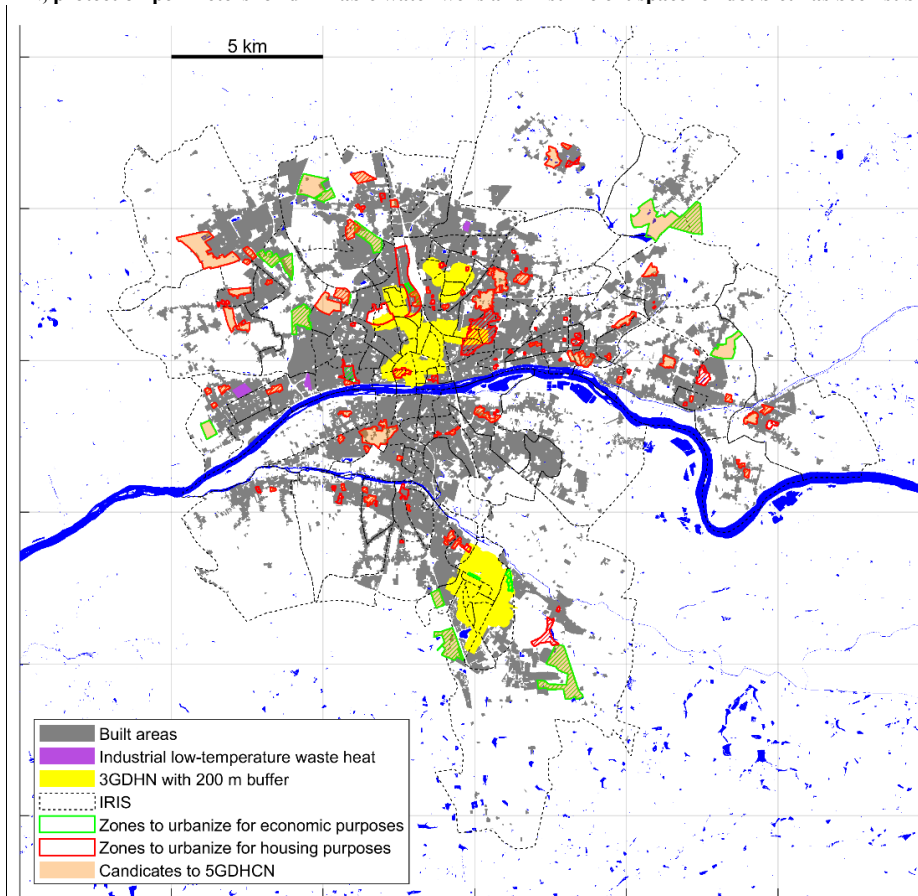 5 km
Built areas
Industrial low-temperature waste heat
3GDHN with 200 m buffer
IRIS
Zones to urbanize for economic purposes
Zones to urbanize for housing purposes
Candicates to 5GDHCN